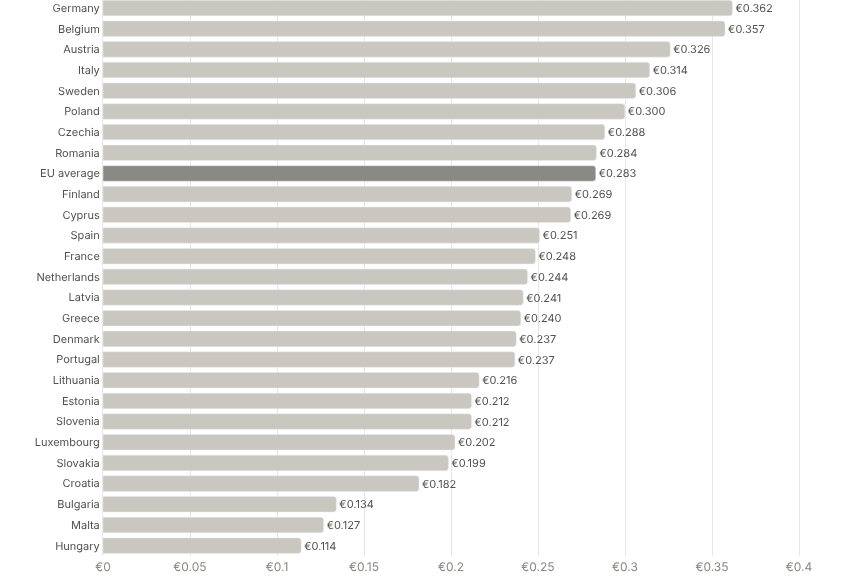 Germany €0.362
Belgium €0.357
Austria €0.326
Italy €0.314
Sweden €0.306
Poland €0.300
Czechia €0.288
Romania €0.284
EU average €0.283
Finland €0.269
Cyprus €0.269
Spain €0.251
France €0.248
Netherlands €0.244
Latvia €0.241
Greece €0.240
Denmark €0.237
Portugal €0.237
Lithuania €0.216
Estonia €0.212
Slovenia €0.212
Luxembourg €0.202
Slovakia €0.199
Croatia €0.182
Bulgaria €0.134
Malta €0.127
Hungary €0.114
€0 €0.05 €0.1 €0.15 €0.2 €0.25 €0.3 €0.35 €0.4